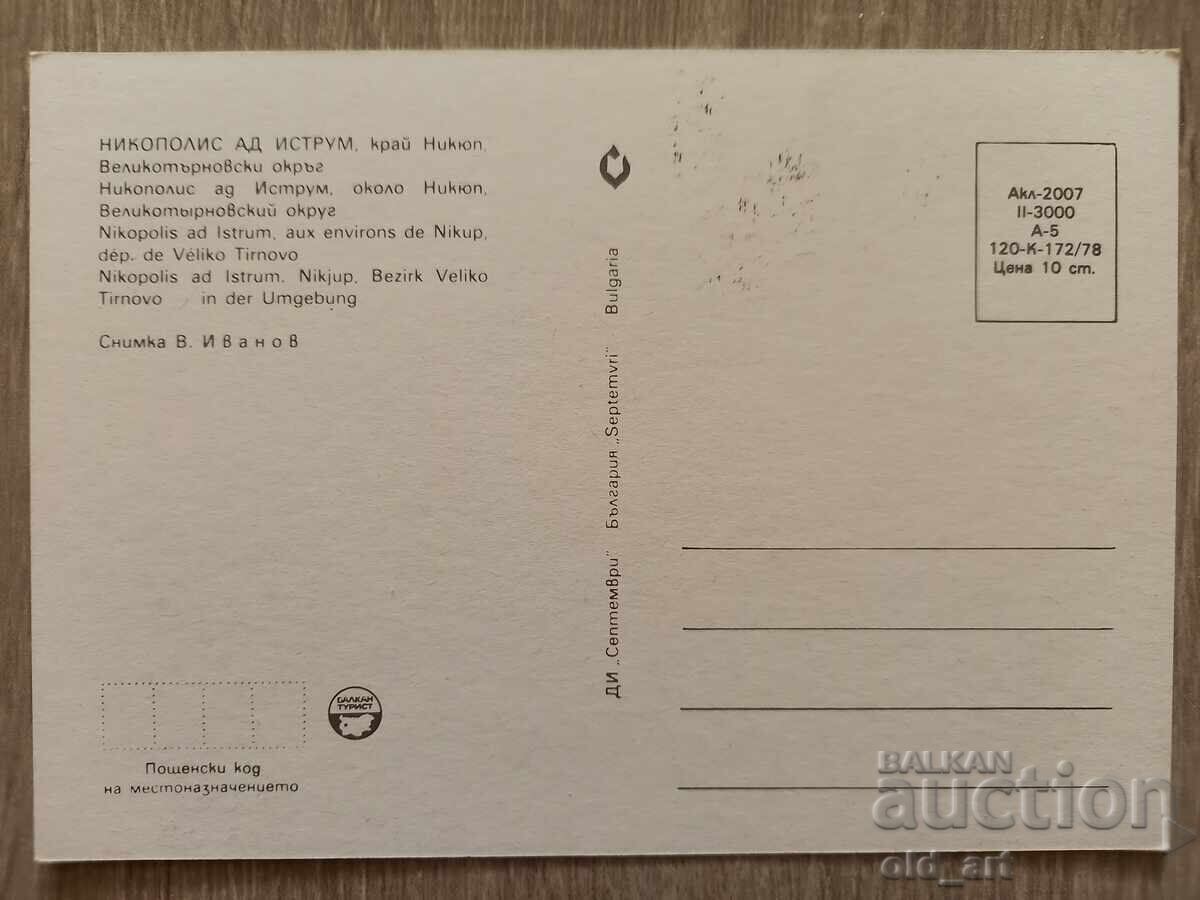 НИКОПОЛИС АД ИСТРУМ, край Никюп,
Великотърновски окръг
Никополис ад Иструм, около Никюп,
Великотырновский округ
Nikopolis ad Istrum, aux environs de Nikup,
dép. de Véliko Tirnovo
Nikopolis ad Istrum. Nikjup, Bezirk Veliko
Tirnovo in der Umgebung
Снимка В. Иванов
ДИ „Септември" България „Septemvri" Bulgaria
Акл-2007
II-3000
А-5
120-К-172/78
Цена 10 ст.
БАЛКАН
ТУРИСТ
Пощенски код
на местоназначението
BALKAN
auction
old_art